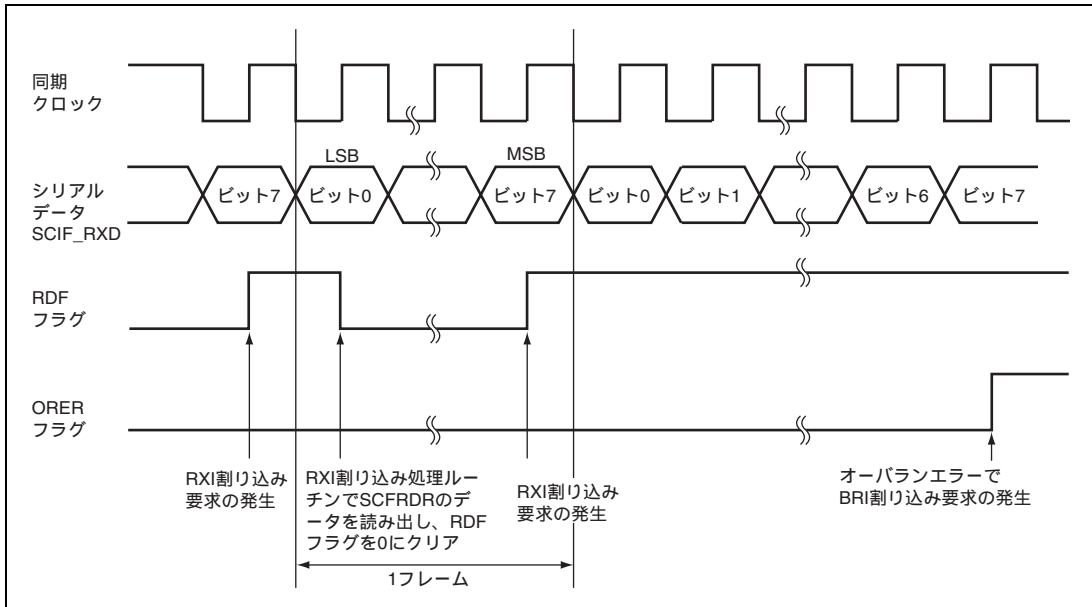 同期
クロック
LSB
MSB
シリアル
データ
SCIF_RXD
ビット7
ビット0
ビット7
ビット0
ビット1
ビット6
ビット7
RDF
フラグ
ORER
フラグ
RXI割り込み
要求の発生
RXI割り込み処理ルー
チンでSCFRDRのデ
ータを読み出し、RDF
フラグを0にクリア
RXI割り込み
要求の発生
オーバランエラーで
BRI割り込み要求の発生
1フレーム